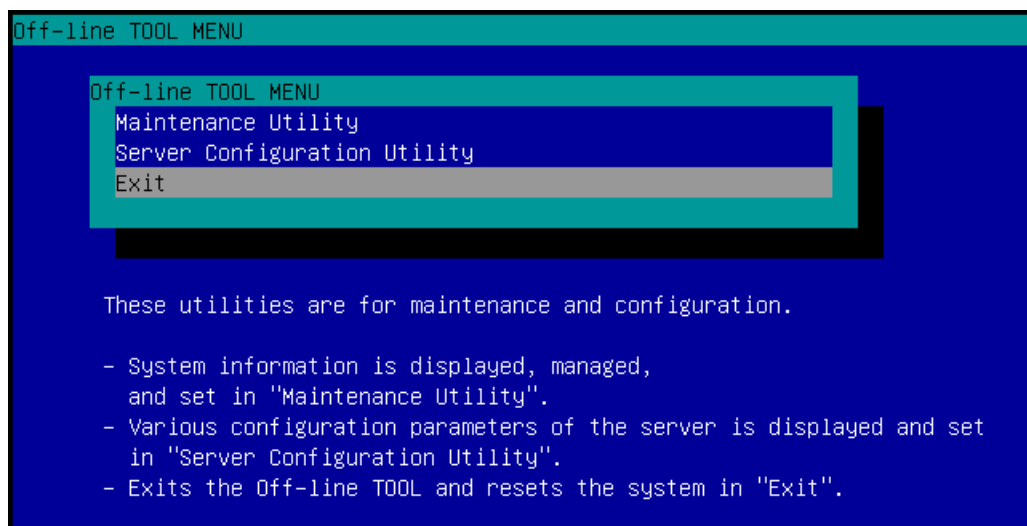 Off-line TOOL MENU
Off-line TOOL MENU
Maintenance Utility
Server Configuration Utility
Exit
These utilities are for maintenance and configuration.
- System information is displayed, managed,
and set in "Maintenance Utility".
- Various configuration parameters of the server is displayed and set
in "Server Configuration Utility".
- Exits the Off-line TOOL and resets the system in "Exit".